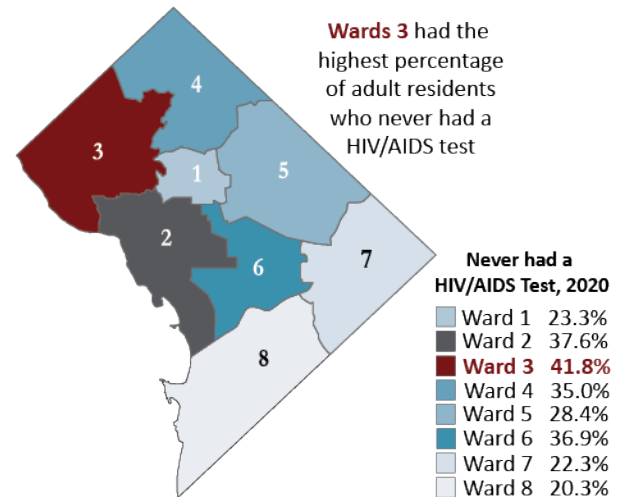 Wards 3 had the
highest percentage
of adult residents
who never had a
HIV/AIDS test
4
3
1
5
2
6
7
8
Never had a
HIV/AIDS Test, 2020
Ward 1 23.3%
Ward 2 37.6%
Ward 3 41.8%
Ward 4 35.0%
Ward 5 28.4%
Ward 6 36.9%
Ward 7 22.3%
Ward 8 20.3%